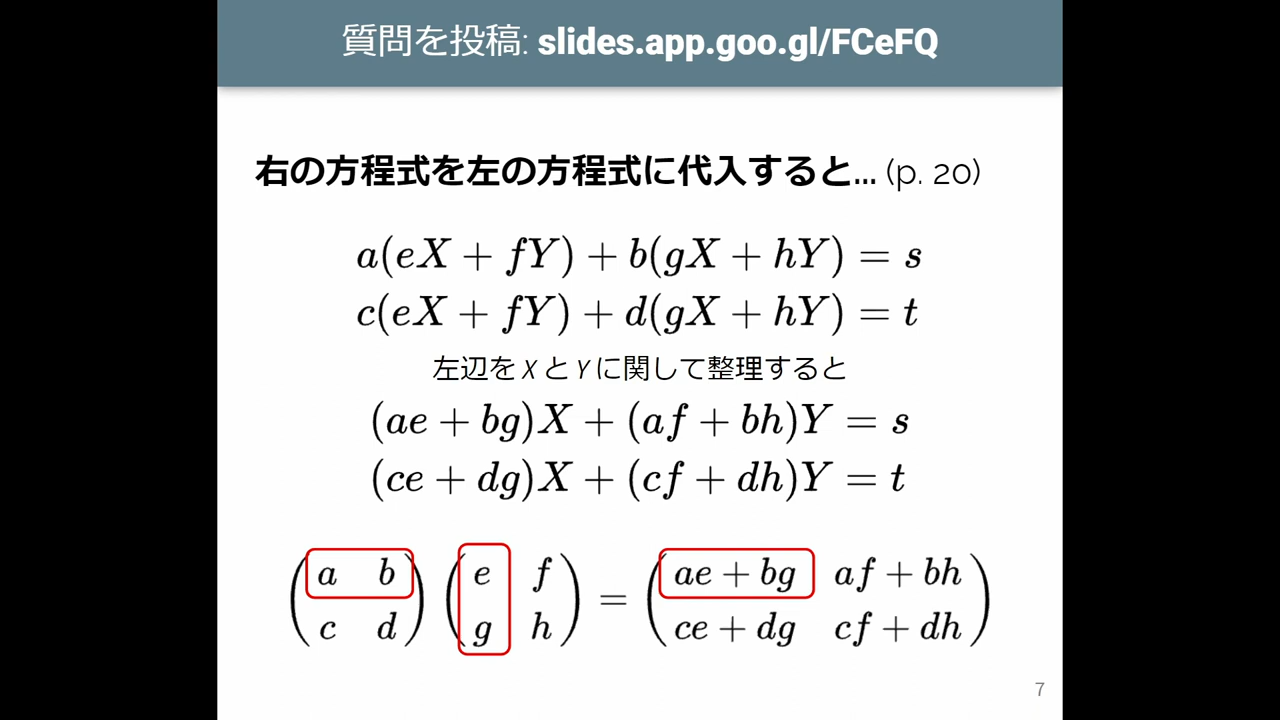 質問を投稿: slides.app.goo.gl/FCeFQ
右の方程式を左の方程式に代入すると... (p. 20)
a(eX + fY) + b(gX + hY) = s
c(eX + fY) + d(gX + hY) = t
左辺を X と Y に関して整理すると
(ae + bg)X + (af + bh)Y = s
(ce + dg)X + (cf + dh)Y = t
( a b ) ( e f ) = ( ae + bg af + bh )
( c d ) ( g h ) ( ce + dg cf + dh )
7